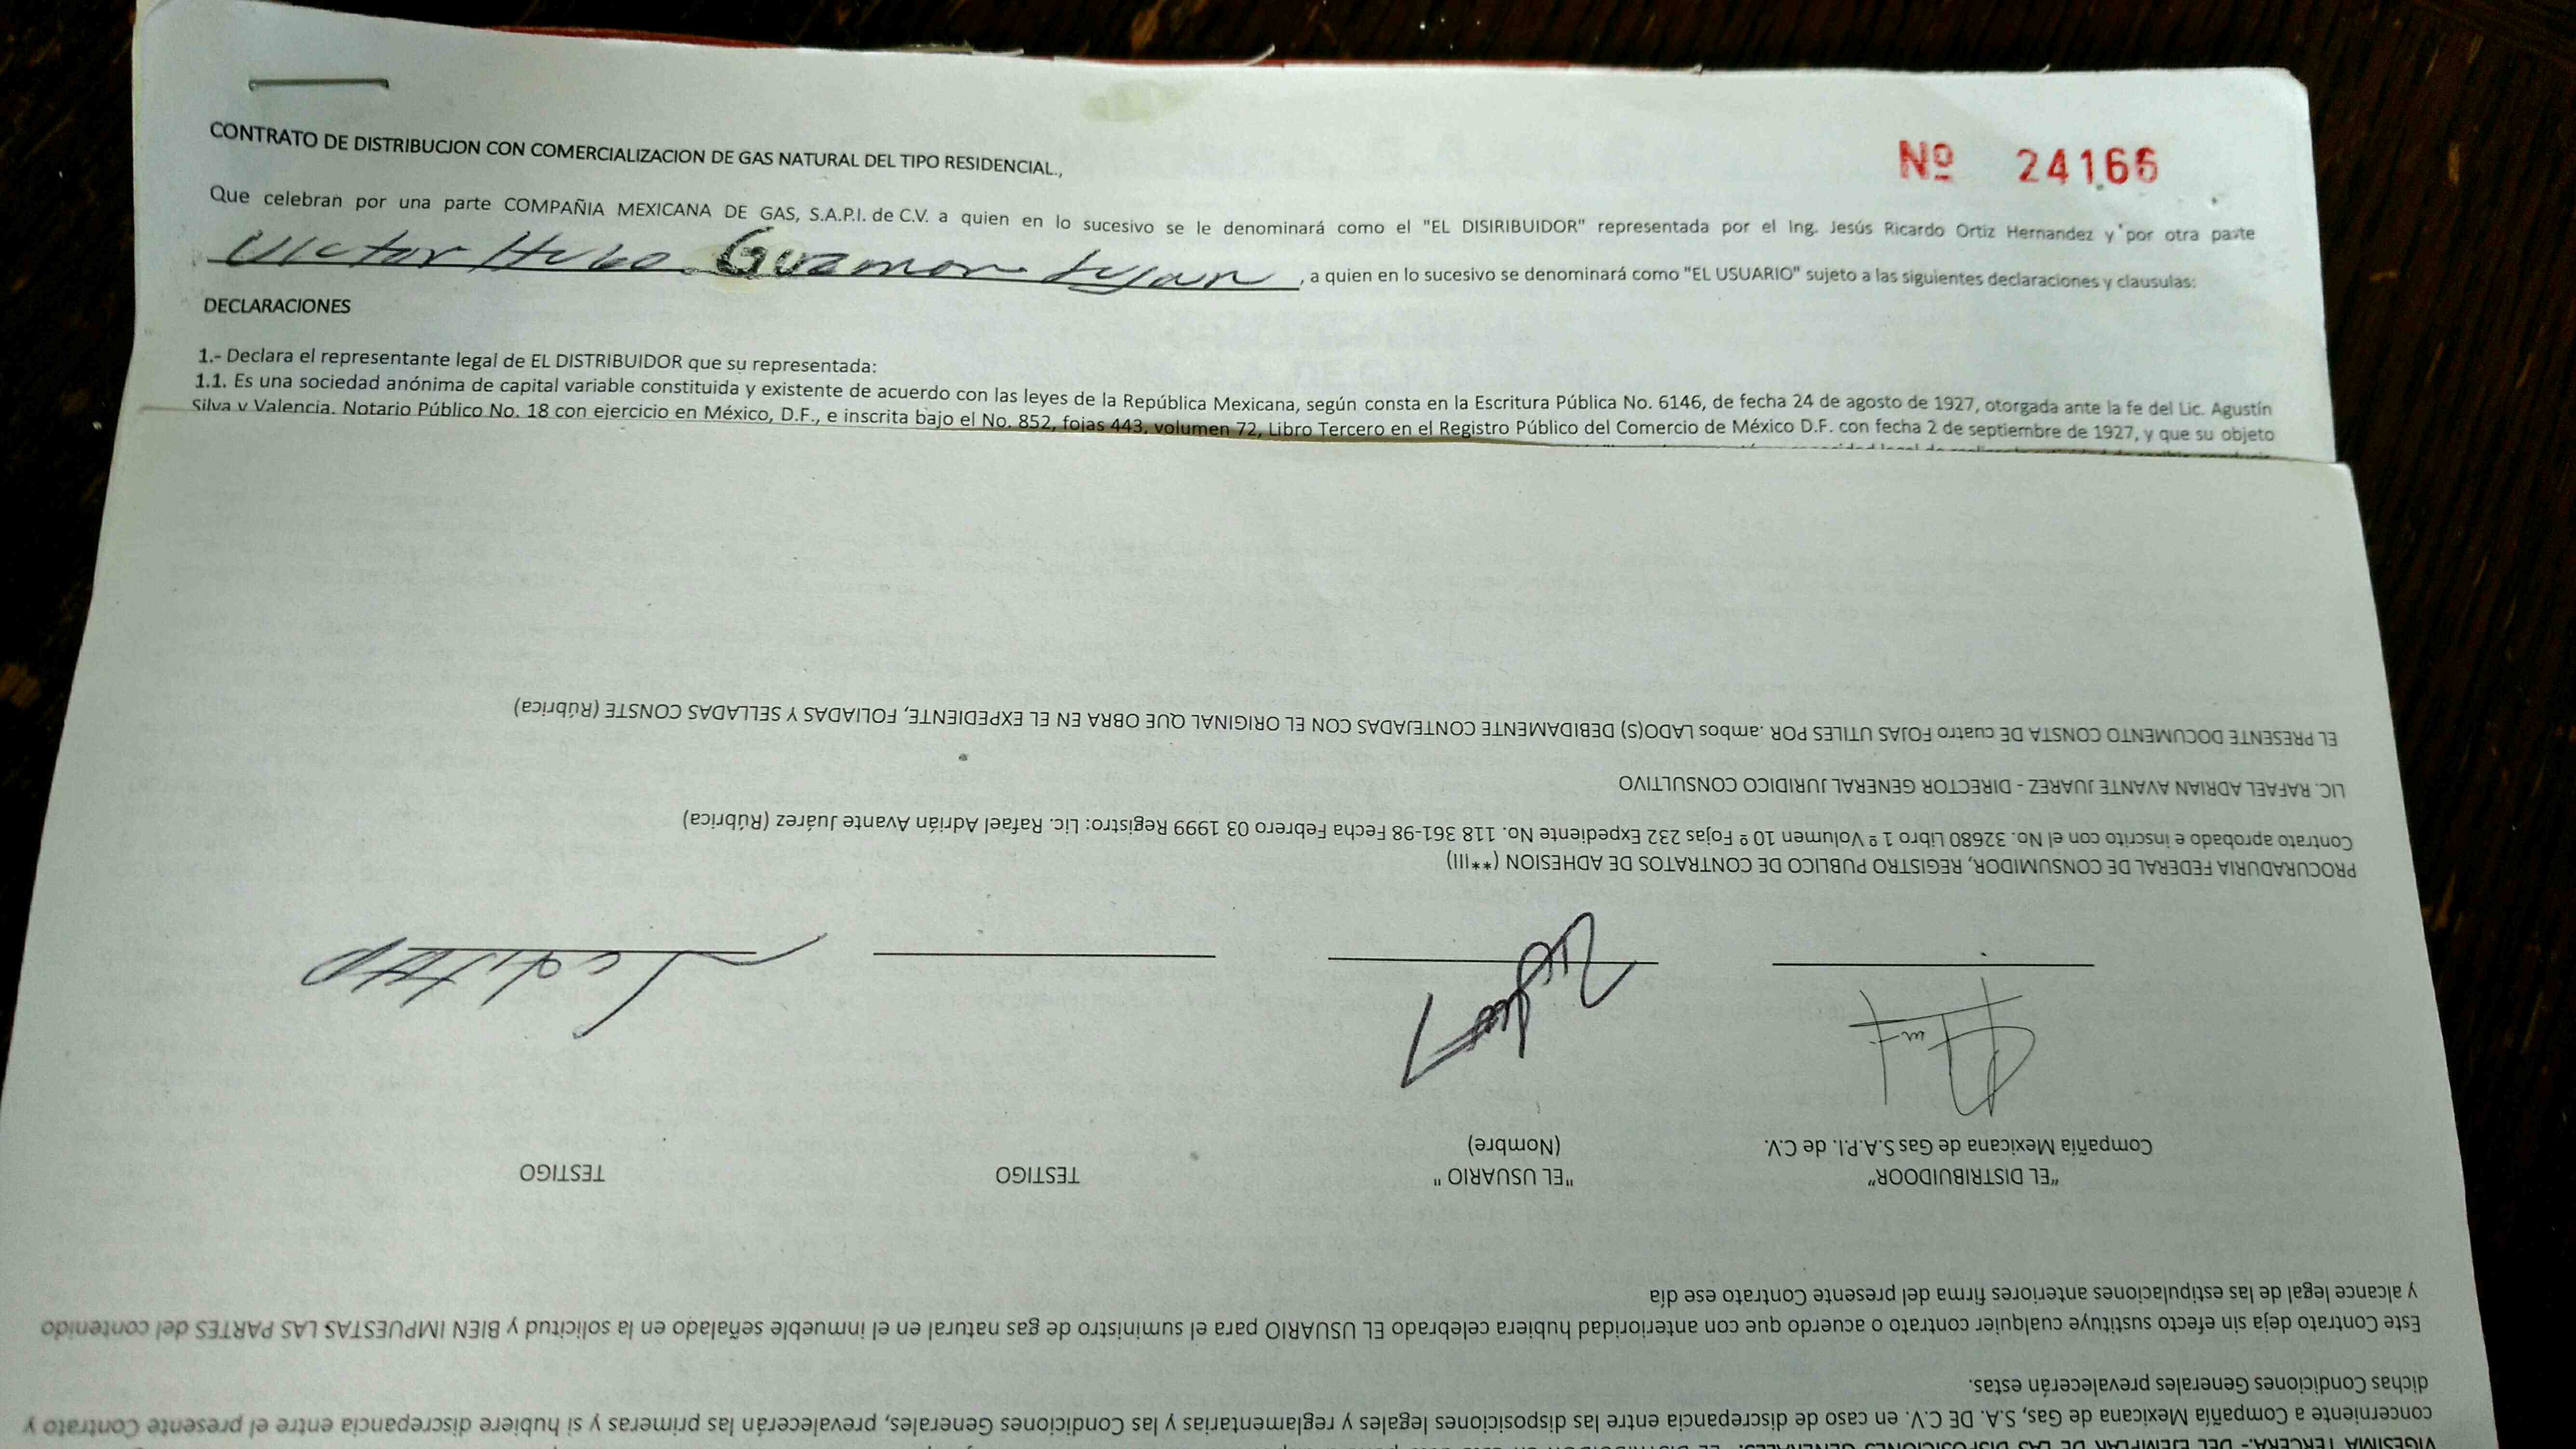 CONTRATO DE DISTRIBUCION CON COMERCIALIZACION DE GAS NATURAL DEL TIPO RESIDENCIAL.,
Nº 24166
Que celebran por una parte COMPAÑIA MEXICANA DE GAS, S.A.P.I. de C.V. a quien en lo sucesivo se le denominará como el "EL DISIRIBUIDOR" representada por el Ing. Jesús Ricardo Ortiz Hernandez y por otra parte
Victor Hugo Guzman Lujan, a quien en lo sucesivo se denominará como "EL USUARIO" sujeto a las siguientes declaraciones y clausulas:
DECLARACIONES
1.- Declara el representante legal de EL DISTRIBUIDOR que su representada:
1.1. Es una sociedad anónima de capital variable constituida y existente de acuerdo con las leyes de la República Mexicana, según consta en la Escritura Pública No. 6146, de fecha 24 de agosto de 1927, otorgada ante la fe del Lic. Agustín
Silva y Valencia, Notario Público No. 18 con ejercicio en México, D.F., e inscrita bajo el No. 852, fojas 443, volumen 72, Libro Tercero en el Registro Público del Comercio de México D.F. con fecha 2 de septiembre de 1927, y que su objeto
VIGESIMA TERCERA.- DEL EJEMPLAR DE LAS DISPOSICIONES GENERALES.- EL DISTRIBUIDOR
concerniente a Compañía Mexicana de Gas, S.A. DE C.V. en caso de discrepancia entre las disposiciones legales y reglamentarias y las Condiciones Generales, prevalecerán las primeras y si hubiere discrepancia entre el presente Contrato y
dichas Condiciones Generales prevalecerán estas.
Este Contrato deja sin efecto sustituye cualquier contrato o acuerdo que con anterioridad hubiera celebrado EL USUARIO para el suministro de gas natural en el inmueble señalado en la solicitud y BIEN IMPUESTAS LAS PARTES del contenido
y alcance legal de las estipulaciones anteriores firma del presente Contrato ese día
"EL DISTRIBUIDOOR" "EL USUARIO " TESTIGO TESTIGO
Compañía Mexicana de Gas S.A.P.I. de C.V. (Nombre)
PROCURADURIA FEDERAL DE CONSUMIDOR, REGISTRO PUBLICO DE CONTRATOS DE ADHESION (**III)
Contrato aprobado e inscrito con el No. 32680 Libro 1 º Volumen 10 º Fojas 232 Expediente No. 118 361-98 Fecha Febrero 03 1999 Registro: Lic. Rafael Adrián Avante Juárez (Rúbrica)
LIC. RAFAEL ADRIAN AVANTE JUAREZ - DIRECTOR GENERAL JURIDICO CONSULTIVO
EL PRESENTE DOCUMENTO CONSTA DE cuatro FOJAS UTILES POR .ambos LADO(S) DEBIDAMENTE CONTEJADAS CON EL ORIGINAL QUE OBRA EN EL EXPEDIENTE, FOLIADAS Y SELLADAS CONSTE (Rúbrica)